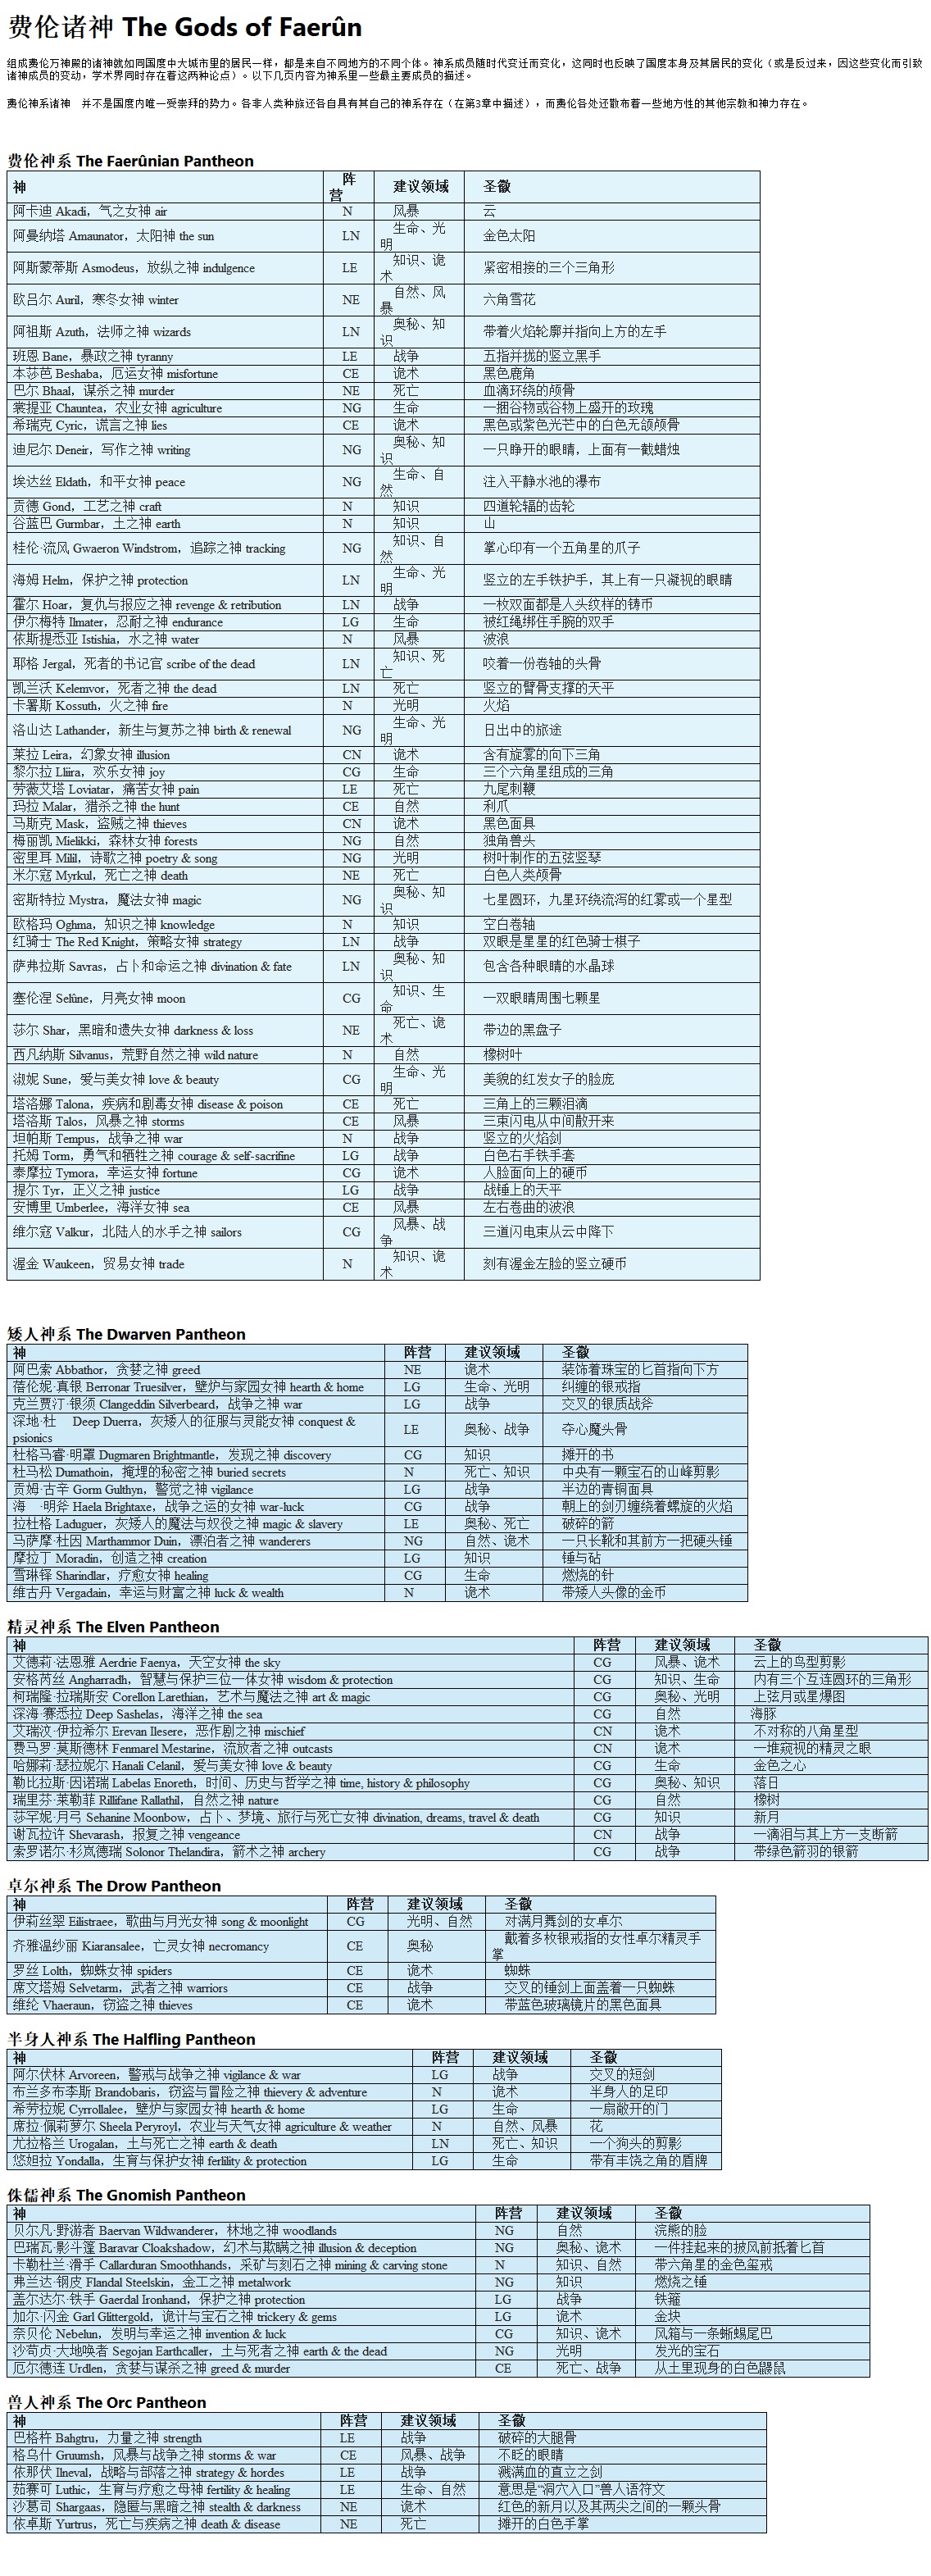 费伦诸神 The Gods of Faerûn
组成费伦万神殿的诸神就如同国度中大城市里的居民一样，都是来自不同地方的不同个体。神系成员随时代变迁而变化，这同时也反映了国度本身及其居民的变化（或是反过来，因这些变化而引致
诸神成员的变动，学术界同时存在着这两种论点）。以下几页内容为神系里一些最主要成员的描述。
费伦神系诸神 并不是国度内唯一受崇拜的势力。各非人类种族还各自具有其自己的神系存在（在第3章中描述），而费伦各处还散布着一些地方性的其他宗教和神力存在。
费伦神系 The Faerûnian Pantheon
神 阵营 建议领域 圣徽
阿卡迪 Akadi，气之女神 air N 风暴 云
阿曼纳塔 Amaunator，太阳神 the sun LN 生命、光明 金色太阳
阿斯蒙蒂斯 Asmodeus，放纵之神 indulgence LE 知识、诡术 紧密相接的三个三角形
欧吕尔 Auril，寒冬女神 winter NE 自然、风暴 六角雪花
阿祖斯 Azuth，法师之神 wizards LN 奥秘、知识 带着火焰轮廓并指向上方的左手
班恩 Bane，暴政之神 tyranny LE 战争 五指并拢的竖立黑手
本莎芭 Beshaba，厄运女神 misfortune CE 诡术 黑色鹿角
巴尔 Bhaal，谋杀之神 murder NE 死亡 血滴环绕的颅骨
裳提亚 Chauntea，农业女神 agriculture NG 生命 一捆谷物或谷物上盛开的玫瑰
希瑞克 Cyric，谎言之神 lies CE 诡术 黑色或紫色光芒中的白色无颌颅骨
迪尼尔 Deneir，写作之神 writing NG 奥秘、知识 一只睁开的眼睛，上面有一截蜡烛
埃达丝 Eldath，和平女神 peace NG 生命、自然 注入平静水池的瀑布
贡德 Gond，工艺之神 craft N 知识 四道轮辐的齿轮
谷蓝巴 Gurmbar，土之神 earth N 知识 山
桂伦·流风 Gwaeron Windstrom，追踪之神 tracking NG 知识、自然 掌心印有一个五角星的爪子
海姆 Helm，保护之神 protection LN 生命、光明 竖立的左手铁护手，其上有一只凝视的眼睛
霍尔 Hoar，复仇与报应之神 revenge & retribution LN 战争 一枚双面都是人头纹样的铸币
伊尔梅特 Ilmater，忍耐之神 endurance LG 生命 被红绳绑住手腕的双手
依斯提悉亚 Istishia，水之神 water N 风暴 波浪
耶格 Jergal，死者的书记官 scribe of the dead LN 知识、死亡 咬着一份卷轴的头骨
凯兰沃 Kelemvor，死者之神 the dead LN 死亡 竖立的臂骨支撑的天平
卡署斯 Kossuth，火之神 fire N 光明 火焰
洛山达 Lathander，新生与复苏之神 birth & renewal NG 生命、光明 日出中的旅途
莱拉 Leira，幻象女神 illusion CN 诡术 含有旋雾的向下三角
黎尔拉 Lliira，欢乐女神 joy CG 生命 三个六角星组成的三角
劳薇艾塔 Loviatar，痛苦女神 pain LE 死亡 九尾刺鞭
玛拉 Malar，猎杀之神 the hunt CE 自然 利爪
马斯克 Mask，盗贼之神 thieves CN 诡术 黑色面具
梅丽凯 Mielikki，森林女神 forests NG 自然 独角兽头
密里耳 Milil，诗歌之神 poetry & song NG 光明 树叶制作的五弦竖琴
米尔寇 Myrkul，死亡之神 death NE 死亡 白色人类颅骨
密斯特拉 Mystra，魔法女神 magic NG 奥秘、知识 七星圆环，九星环绕流泻的红雾或一个星型
欧格玛 Oghma，知识之神 knowledge N 知识 空白卷轴
红骑士 The Red Knight，策略女神 strategy LN 战争 双眼是星星的红色骑士棋子
萨弗拉斯 Savras，占卜和命运之神 divination & fate LN 奥秘、知识 包含各种眼睛的水晶球
塞伦涅 Selûne，月亮女神 moon CG 知识、生命 一双眼睛周围七颗星
莎尔 Shar，黑暗和遗失女神 darkness & loss NE 死亡、诡术 带边的黑盘子
西凡纳斯 Silvanus，荒野自然之神 wild nature N 自然 橡树叶
淑妮 Sune，爱与美女神 love & beauty CG 生命、光明 美貌的红发女子的脸庞
塔洛娜 Talona，疾病和剧毒女神 disease & poison CE 死亡 三角上的三颗泪滴
塔洛斯 Talos，风暴之神 storms CE 风暴 三束闪电从中间散开来
坦帕斯 Tempus，战争之神 war N 战争 竖立的火焰剑
托姆 Torm，勇气和牺牲之神 courage & self-sacrifine LG 战争 白色右手铁手套
泰摩拉 Tymora，幸运女神 fortune CG 诡术 人脸面向上的硬币
提尔 Tyr，正义之神 justice LG 战争 战锤上的天平
安博里 Umberlee，海洋女神 sea CE 风暴 左右卷曲的波浪
维尔寇 Valkur，北陆人的水手之神 sailors CG 风暴、战争 三道闪电束从云中降下
渥金 Waukeen，贸易女神 trade N 知识、诡术 刻有渥金左脸的竖立硬币
矮人神系 The Dwarven Pantheon
神 阵营 建议领域 圣徽
阿巴索 Abbathor，贪婪之神 greed NE 诡术 装饰着珠宝的匕首指向下方
蓓伦妮·真银 Berronar Truesilver，壁炉与家园女神 hearth & home LG 生命、光明 纠缠的银戒指
克兰贾汀·银须 Clangeddin Silverbeard，战争之神 war LG 战争 交叉的银质战斧
深地·杜 Deep Duerra，灰矮人的征服与灵能女神 conquest & psionics LE 奥秘、战争 夺心魔头骨
杜格马睿·明罩 Dugmaren Brightmantle，发现之神 discovery CG 知识 摊开的书
杜马松 Dumathoin，掩埋的秘密之神 buried secrets N 死亡、知识 中央有一颗宝石的山峰剪影
贡姆·古辛 Gorm Gulthyn，警觉之神 vigilance LG 战争 半边的青铜面具
海 ·明斧 Haela Brightaxe，战争之运的女神 war-luck CG 战争 朝上的剑刃缠绕着螺旋的火焰
拉杜格 Laduguer，灰矮人的魔法与奴役之神 magic & slavery LE 奥秘、死亡 破碎的箭
马萨摩·杜因 Marthammor Duin，漂泊者之神 wanderers NG 自然、诡术 一只长靴和其前方一把硬头锤
摩拉丁 Moradin，创造之神 creation LG 知识 锤与砧
雪琳迪 Sharindlar，疗愈女神 healing CG 生命 燃烧的针
维古丹 Vergadain，幸运与财富之神 luck & wealth N 诡术 带矮人头像的金币
精灵神系 The Elven Pantheon
神 阵营 建议领域 圣徽
艾德莉·法恩雅 Aerdrie Faenya，天空女神 the sky CG 风暴、诡术 云上的鸟型剪影
安格芮丝 Angharradh，智慧与保护三位一体女神 wisdom & protection CG 知识、生命 内有三个互连圆环的三角形
柯瑞隆·拉瑞斯安 Corellon Larethian，艺术与魔法之神 art & magic CG 奥秘、光明 上弦月或星爆图
深海·赛悉拉 Deep Sashelas，海洋之神 the sea CG 自然 海豚
艾瑞汶·伊拉希尔 Erevan Ilesere，恶作剧之神 mischief CN 诡术 不对称的八角星型
费马罗·莫斯德林 Fenmarel Mestarine，流放者之神 outcasts CN 诡术 一堆窥视的精灵之眼
哈娜莉·瑟拉妮尔 Hanali Celanil，爱与美女神 love & beauty CG 生命 金色之心
勒比拉斯·因诺瑞 Labelas Enoreth，时间、历史与哲学之神 time, history & philosophy CG 奥秘、知识 落日
瑞里芬·莱勒菲 Rillifane Rallathil，自然之神 nature CG 自然 橡树
莎罕妮·月弓 Sehanine Moonbow，占卜、梦境、旅行与死亡女神 divination, dreams, travel & death CG 知识 新月
谢瓦拉许 Shevarash，报复之神 vengeance CN 战争 一滴泪与其上方一支断箭
索罗诺尔·杉岚德瑞 Solonor Thelandira，箭术之神 archery CG 战争 带绿色箭羽的银箭
卓尔神系 The Drow Pantheon
神 阵营 建议领域 圣徽
伊莉丝翠 Eilistraee，歌曲与月光女神 song & moonlight CG 光明、自然 对满月舞剑的女卓尔
齐雅温纱丽 Kiaransalee，亡灵女神 necromancy CE 奥秘 戴着多枚银戒指的女性卓尔精灵手掌
罗丝 Lolth，蜘蛛女神 spiders CE 诡术 蜘蛛
席文塔姆 Selvetarm，武者之神 warriors CE 战争 交叉的锤剑上面盖着一只蜘蛛
维纶 Vhaeraun，窃盗之神 thieves CE 诡术 带蓝色玻璃镜片的黑色面具
半身人神系 The Halfling Pantheon
神 阵营 建议领域 圣徽
阿尔伏林 Arvoreen，警戒与战争之神 vigilance & war LG 战争 交叉的短剑
布兰多布李斯 Brandobaris，窃盗与冒险之神 thievery & adventure N 诡术 半身人的足印
希劳拉妮 Cyrrollalee，壁炉与家园女神 hearth & home LG 生命 一扇敞开的门
席拉·佩莉萝尔 Sheela Peryroyl，农业与天气女神 agriculture & weather N 自然、风暴 花
尤拉格兰 Urogalan，土与死亡之神 earth & death LN 死亡、知识 一个狗头的剪影
悠妲拉 Yondalla，生育与保护女神 ferlility & protection LG 生命 带有丰饶之角的盾牌
侏儒神系 The Gnomish Pantheon
神 阵营 建议领域 圣徽
贝尔凡·野游者 Baervan Wildwanderer，林地之神 woodlands NG 自然 浣熊的脸
巴瑞瓦·影斗篷 Baravar Cloakshadow，幻术与欺瞒之神 illusion & deception NG 奥秘、诡术 一件挂起来的披风前抵着匕首
卡勒杜兰·滑手 Callarduran Smoothhands，采矿与刻石之神 mining & carving stone N 知识、自然 带六角星的金色玺戒
弗兰达·钢皮 Flandal Steelskin，金工之神 metalwork NG 知识 燃烧之锤
盖尔达尔·铁手 Gaerdal Ironhand，保护之神 protection LG 战争 铁箍
加尔·闪金 Garl Glittergold，诡计与宝石之神 trickery & gems LG 诡术 金块
奈贝伦 Nebelun，发明与幸运之神 invention & luck CG 知识、诡术 风箱与一条蜥蜴尾巴
沙苟贞·大地唤者 Segojan Earthcaller，土与死者之神 earth & the dead NG 光明 发光的宝石
厄尔德连 Urdlen，贪婪与谋杀之神 greed & murder CE 死亡、战争 从土里现身的白色鼹鼠
兽人神系 The Orc Pantheon
神 阵营 建议领域 圣徽
巴格杵 Bahgtru，力量之神 strength LE 战争 破碎的大腿骨
格乌什 Gruumsh，风暴与战争之神 storms & war CE 风暴、战争 不眨的眼睛
依那伏 Ilneval，战略与部落之神 strategy & hordes LE 战争 溅满血的直立之剑
茹赛可 Luthic，生育与疗愈之母神 fertility & healing LE 生命、自然 意思是“洞穴入口”兽人语符文
沙葛司 Shargaas，隐匿与黑暗之神 stealth & darkness NE 诡术 红色的新月以及其两尖之间的一颗头骨
依卓斯 Yurtrus，死亡与疾病之神 death & disease NE 死亡 摊开的白色手掌